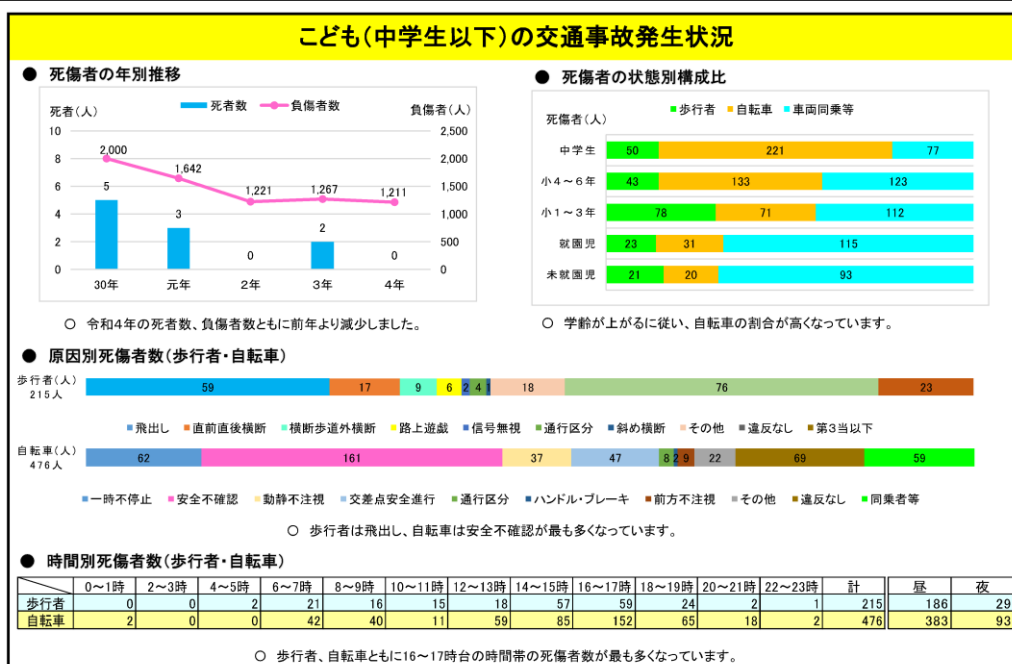 こども(中学生以下)の交通事故発生状況
● 死傷者の年別推移
死者(人) 死者数 負傷者数 負傷者(人)
10 2,500
8 2,000
6 1,500
4 1,000
2 500
0 0
2,000 1,642 1,221 1,267 1,211
5 3 0 2 0
30年 元年 2年 3年 4年
○ 令和4年の死者数、負傷者数ともに前年より減少しました。
● 死傷者の状態別構成比
死傷者(人) 歩行者 自転車 車両同乗等
中学生 50 221 77
小4~6年 43 133 123
小1~3年 78 71 112
就園児 23 31 115
未就園児 21 20 93
○ 学齢が上がるに従い、自転車の割合が高くなっています。
● 原因別死傷者数(歩行者・自転車)
歩行者(人)
215人
59 17 9 6 2 4 1 18 76 23
飛出し 直前直後横断 横断歩道外横断 路上遊戯 信号無視 通行区分 斜め横断 その他 違反なし 第3当以下
自転車(人)
476人
62 161 37 47 8 2 9 22 69 59
一時不停止 安全不確認 動静不注視 交差点安全進行 通行区分 ハンドル・ブレーキ 前方不注視 その他 違反なし 同乗者等
○ 歩行者は飛出し、自転車は安全不確認が最も多くなっています。
● 時間別死傷者数(歩行者・自転車)
0~1時 2~3時 4~5時 6~7時 8~9時 10~11時 12~13時 14~15時 16~17時 18~19時 20~21時 22~23時 計 昼 夜
歩行者 0 0 2 21 16 15 18 57 59 24 2 1 215 186 29
自転車 2 0 0 42 40 11 59 85 152 65 18 2 476 383 93
○ 歩行者、自転車ともに16~17時台の時間帯の死傷者数が最も多くなっています。